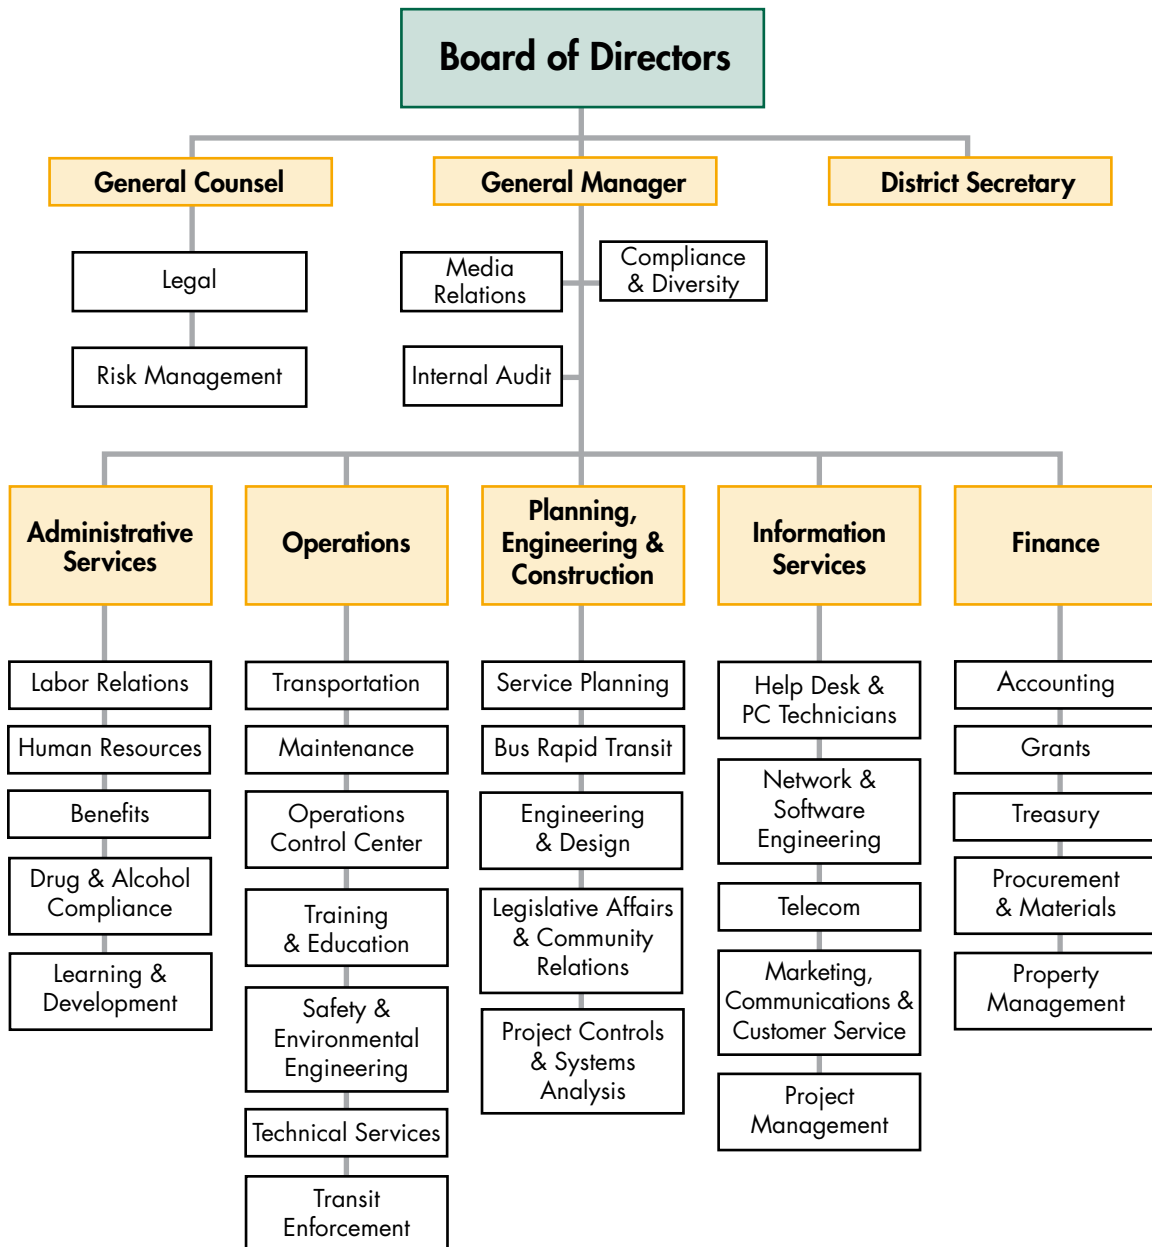 Board of Directors
General Counsel
General Manager
District Secretary
Legal
Risk Management
Media
Relations
Compliance
& Diversity
Internal Audit
Administrative
Services
Labor Relations
Human Resources
Benefits
Drug & Alcohol
Compliance
Learning &
Development
Operations
Transportation
Maintenance
Operations
Control Center
Training
& Education
Safety &
Environmental
Engineering
Technical Services
Transit
Enforcement
Planning,
Engineering &
Construction
Service Planning
Bus Rapid Transit
Engineering
& Design
Legislative Affairs
& Community
Relations
Project Controls
& Systems
Analysis
Information
Services
Help Desk &
PC Technicians
Network &
Software
Engineering
Telecom
Marketing,
Communications &
Customer Service
Project
Management
Finance
Accounting
Grants
Treasury
Procurement
& Materials
Property
Management